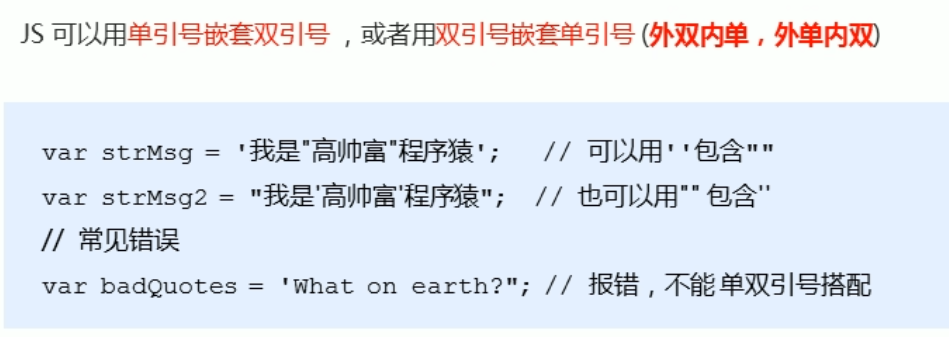 JS 可以用单引号嵌套双引号 ，或者用双引号嵌套单引号 (外双内单，外单内双)
var strMsg = '我是"高帅富"程序猿';   // 可以用''包含""
var strMsg2 = "我是'高帅富'程序猿";  // 也可以用"" 包含''
// 常见错误
var badQuotes = 'What on earth?"; // 报错，不能 单双引号搭配